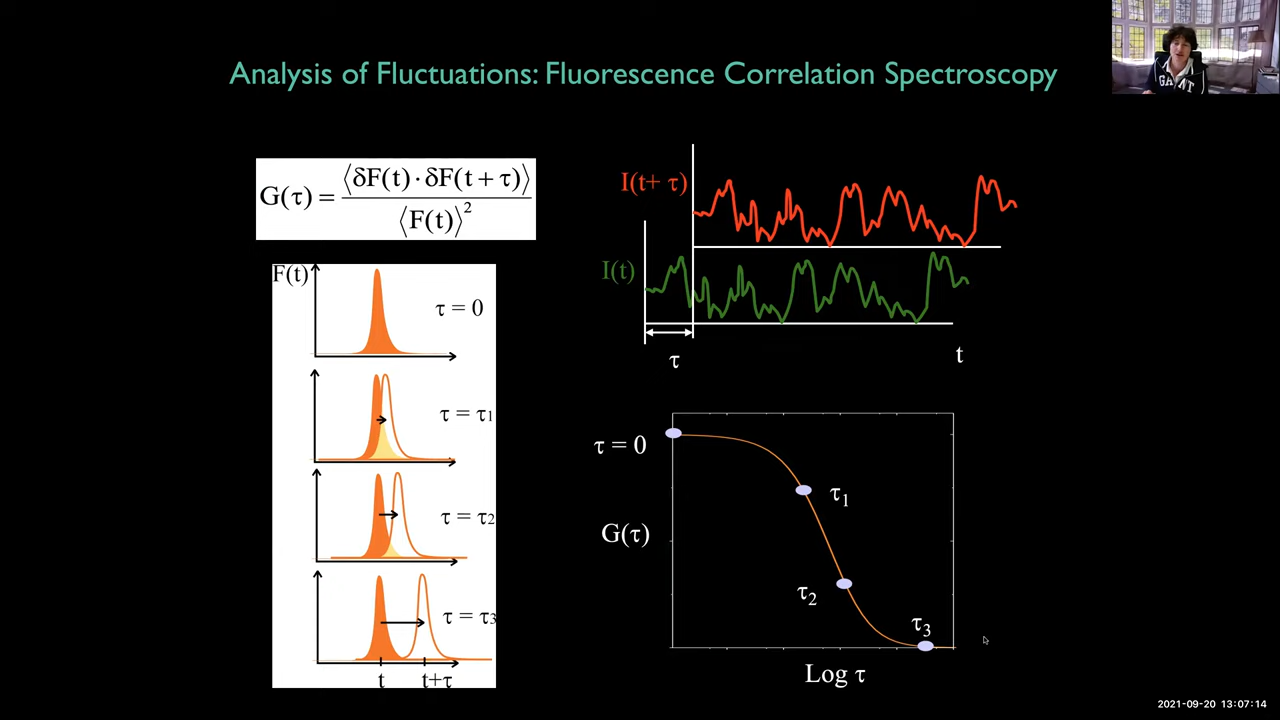 Analysis of Fluctuations: Fluorescence Correlation Spectroscopy
GANT
G(τ) = ⟨δF(t) · δF(t + τ)⟩ / ⟨F(t)⟩²
F(t)
τ = 0
τ = τ1
τ = τ2
τ = τ3
t
t+τ
I(t+ τ)
I(t)
τ
t
τ = 0
τ₁
G(τ)
τ₂
τ₃
Log τ
2021-09-20 13:07:14